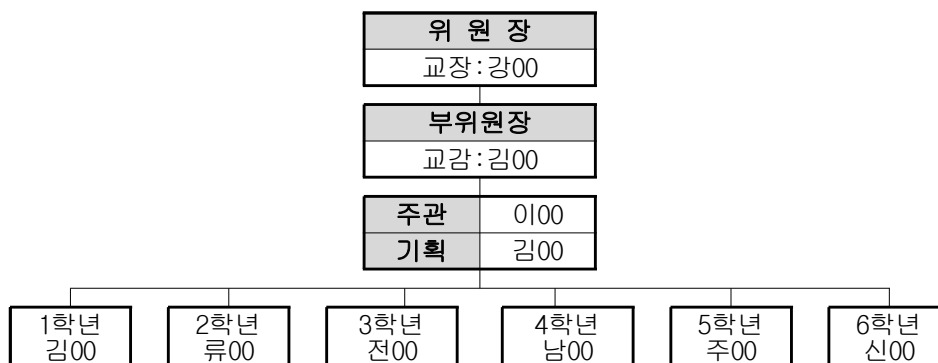 위 원 장
교장:강00
부위원장
교감:김00
주관 이00
기획 김00
1학년 2학년 3학년 4학년 5학년 6학년
김00 류00 전00 남00 주00 신00